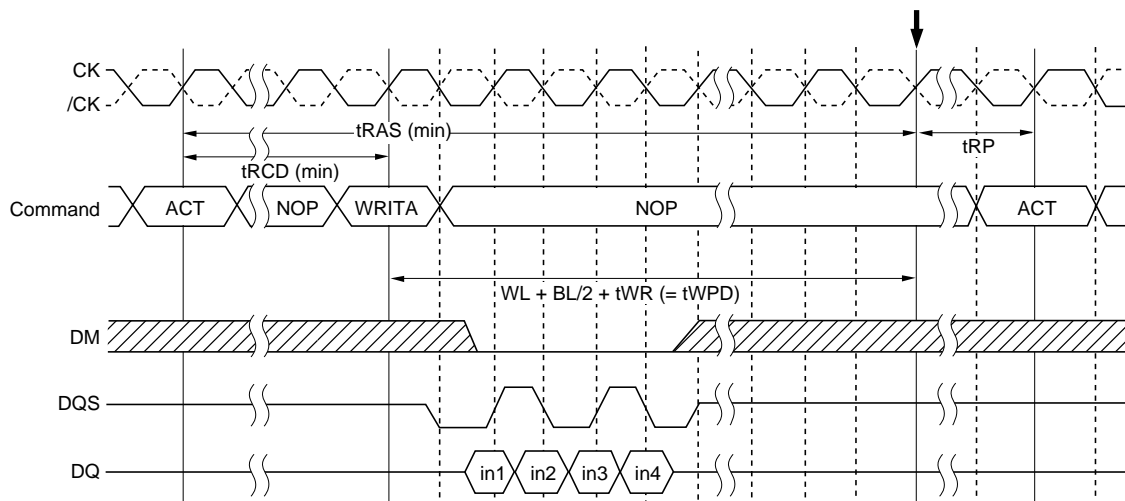 CK
/CK
tRAS (min)
tRP
tRCD (min)
Command ACT NOP WRITA NOP ACT
WL + BL/2 + tWR (= tWPD)
DM
DQS
DQ in1 in2 in3 in4